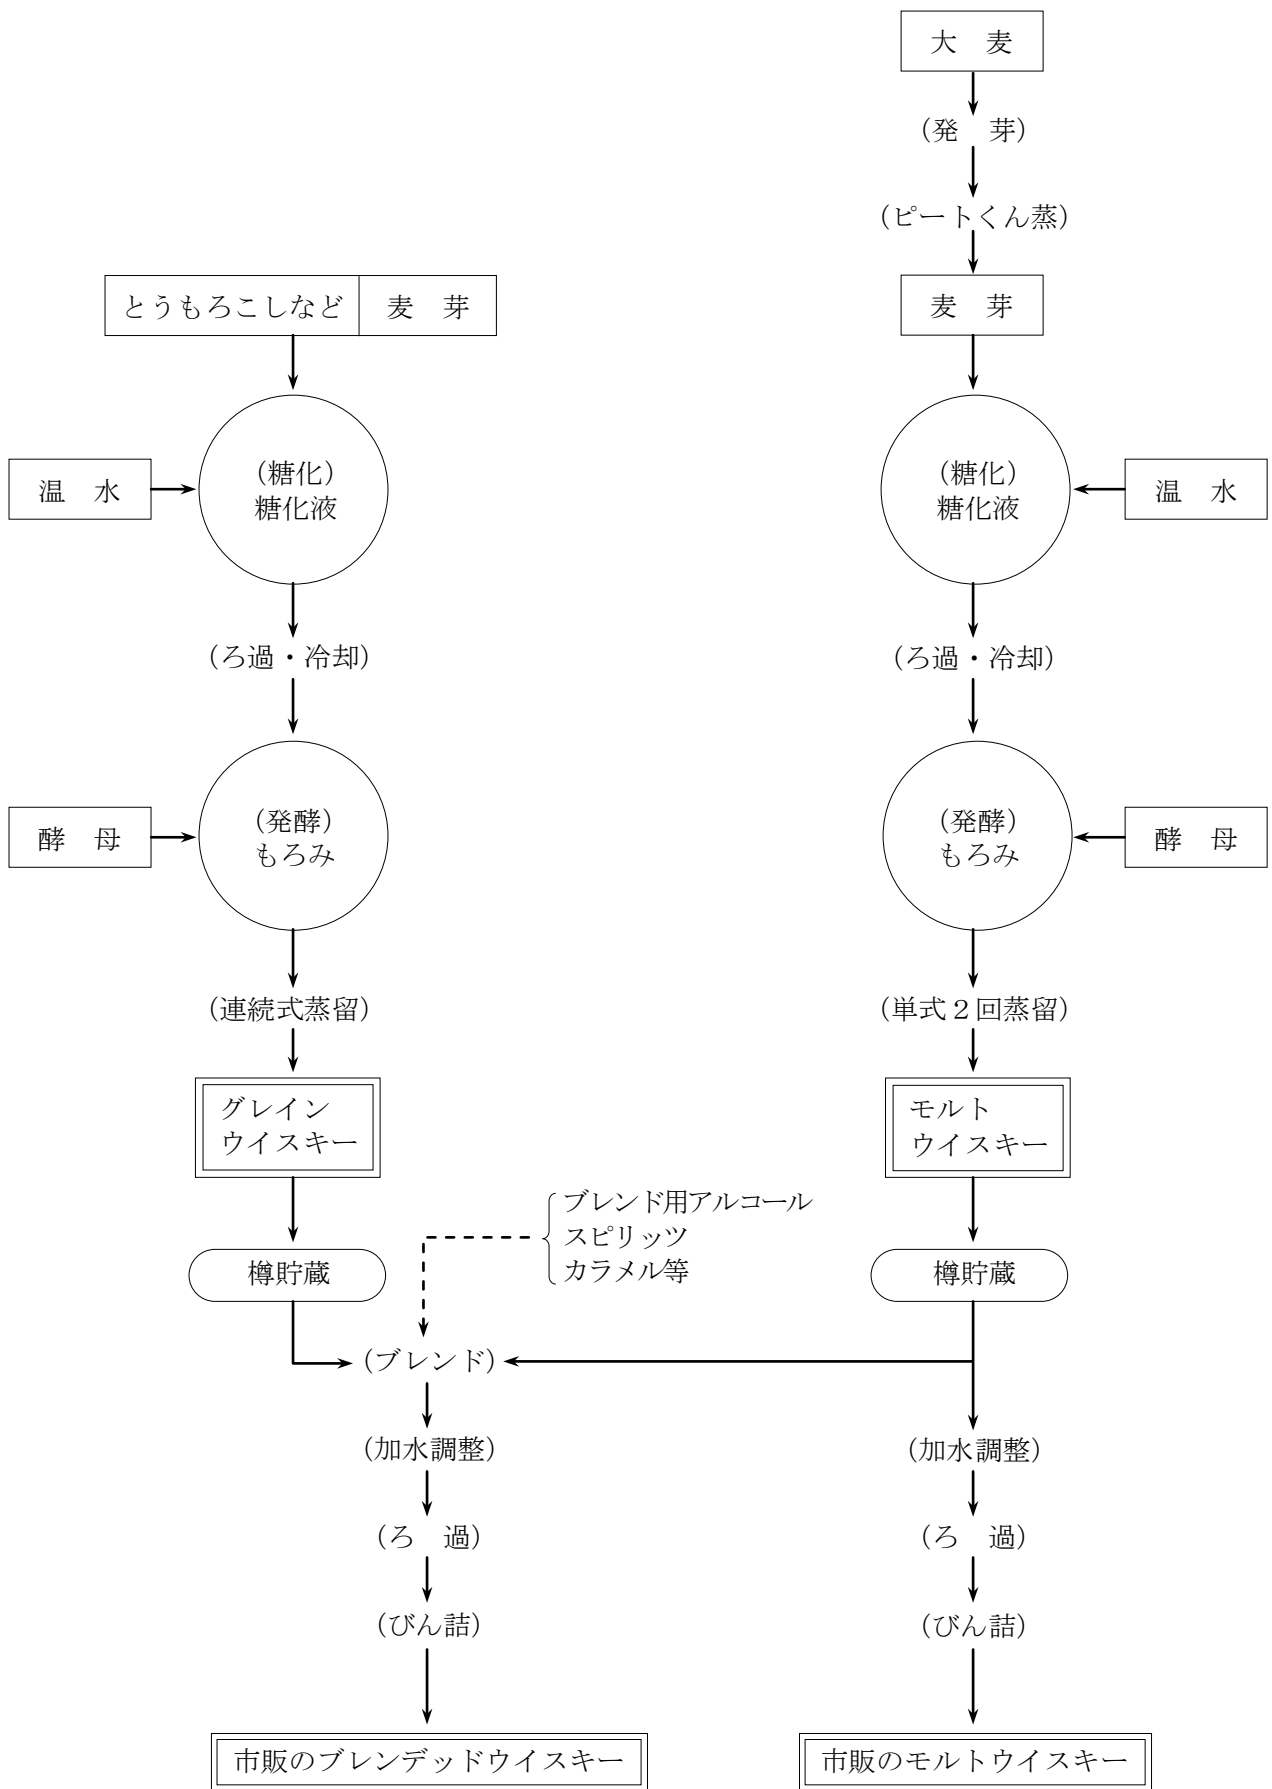 大　麦
（発　芽）
（ピートくん蒸）
とうもろこしなど
麦　芽
麦　芽
温　水
（糖化）
糖化液
（糖化）
糖化液
温　水
（ろ過・冷却）
（ろ過・冷却）
酵　母
（発酵）
もろみ
（発酵）
もろみ
酵　母
（連続式蒸留）
（単式２回蒸留）
グレイン
ウイスキー
モルト
ウイスキー
ブレンド用アルコール
スピリッツ
カラメル等
樽貯蔵
樽貯蔵
（ブレンド）
（加水調整）
（加水調整）
（ろ　過）
（ろ　過）
（びん詰）
（びん詰）
市販のブレンデッドウイスキー
市販のモルトウイスキー